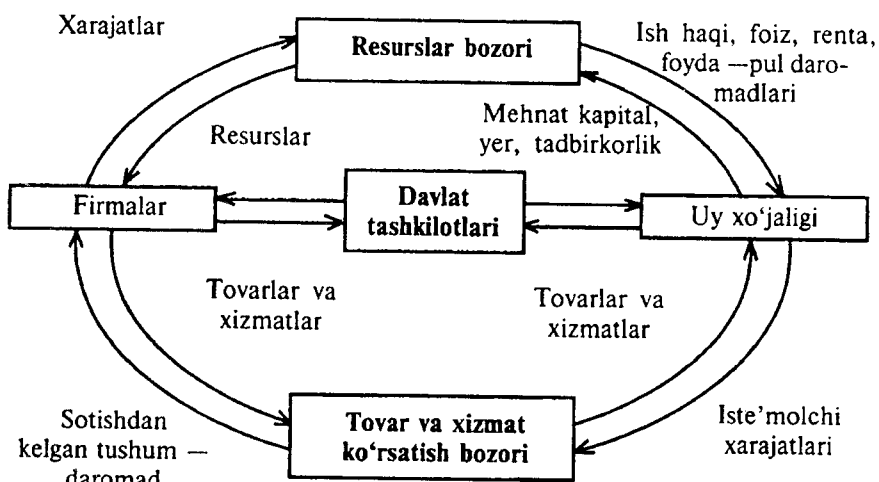 Xarajatlar
Resurslar bozori
Ish haqi, foiz, renta,
foyda —pul daro-
madlari
Resurslar
Mehnat kapital,
yer, tadbirkorlik
Firmalar
Davlat
tashkilotlari
Uy xo‘jaligi
Tovarlar va
xizmatlar
Tovarlar va
xizmatlar
Sotishdan
kelgan tushum —
daromad
Tovar va xizmat
ko‘rsatish bozori
Iste’molchi
xarajatlari